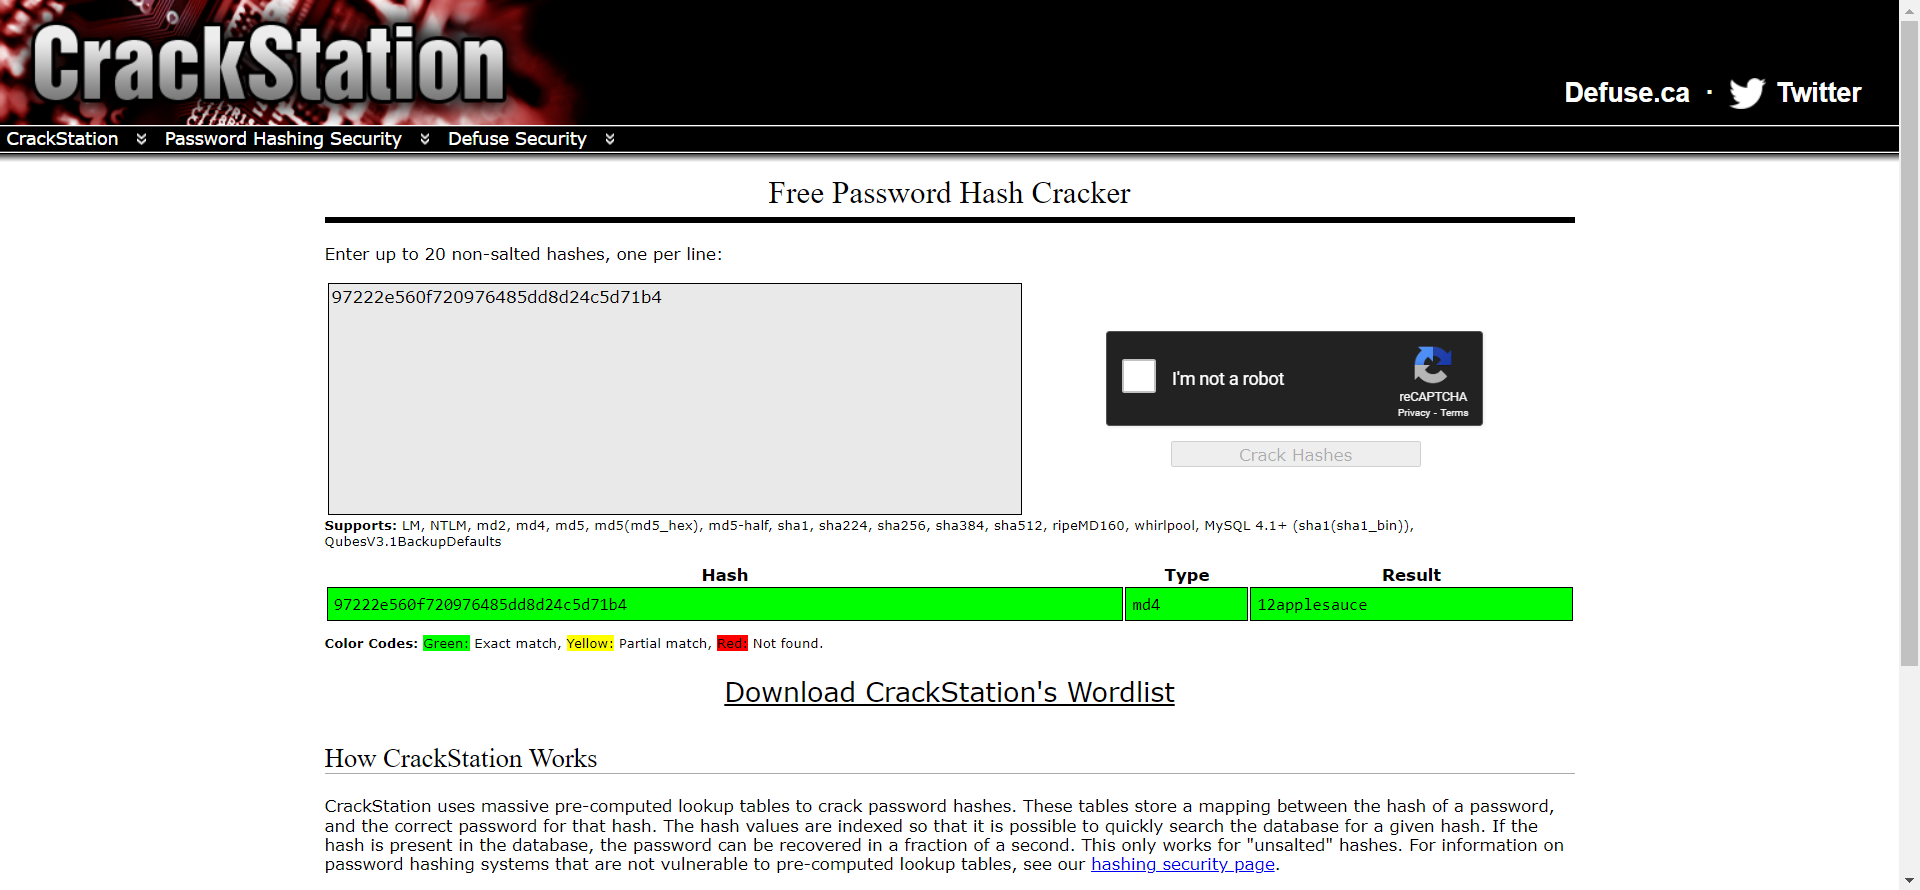 CrackStation
Defuse.ca · Twitter
CrackStation Password Hashing Security Defuse Security
Free Password Hash Cracker
Enter up to 20 non-salted hashes, one per line:
97222e560f720976485dd8d24c5d71b4
I'm not a robot
reCAPTCHA
Privacy - Terms
Crack Hashes
Supports: LM, NTLM, md2, md4, md5, md5(md5_hex), md5-half, sha1, sha224, sha256, sha384, sha512, ripeMD160, whirlpool, MySQL 4.1+ (sha1(sha1_bin)),
QubesV3.1BackupDefaults
Hash Type Result
97222e560f720976485dd8d24c5d71b4 md4 12applesauce
Color Codes: Green: Exact match, Yellow: Partial match, Red: Not found.
Download CrackStation's Wordlist
How CrackStation Works
CrackStation uses massive pre-computed lookup tables to crack password hashes. These tables store a mapping between the hash of a password,
and the correct password for that hash. The hash values are indexed so that it is possible to quickly search the database for a given hash. If the
hash is present in the database, the password can be recovered in a fraction of a second. This only works for "unsalted" hashes. For information on
password hashing systems that are not vulnerable to pre-computed lookup tables, see our hashing security page.